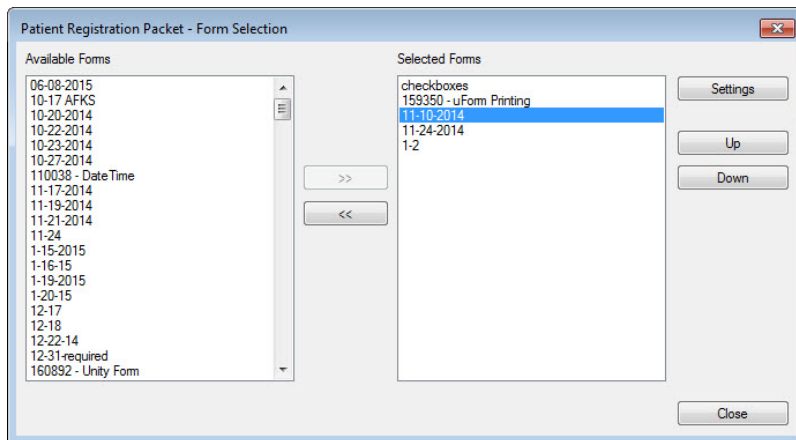 Patient Registration Packet - Form Selection
Available Forms
06-08-2015
10-17 AFKS
10-20-2014
10-22-2014
10-23-2014
10-27-2014
110038 - DateTime
11-17-2014
11-19-2014
11-21-2014
11-24
1-15-2015
1-16-15
1-19-2015
1-20-15
12-17
12-18
12-22-14
12-31-required
160892 - Unity Form
>>
<<
Selected Forms
checkboxes
159350 - uForm Printing
11-10-2014
11-24-2014
1-2
Settings
Up
Down
Close